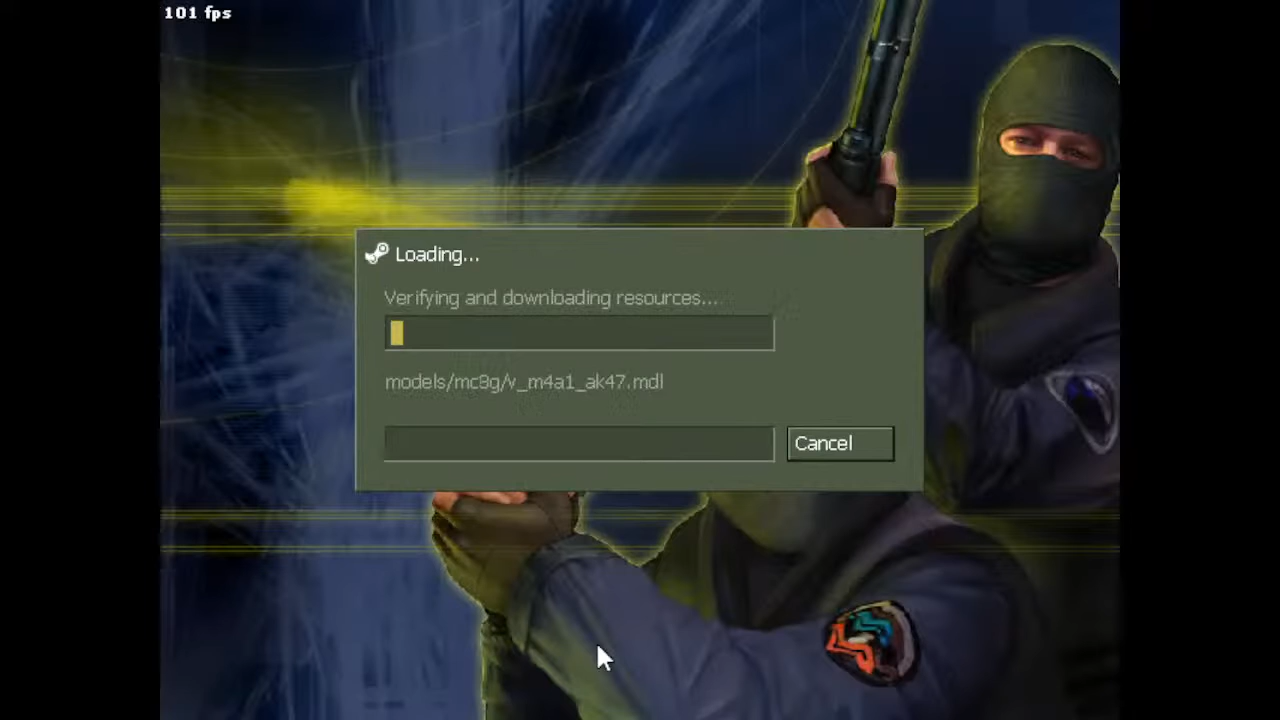 101 fps
Loading...
Verifying and downloading resources...
models/mc9g/v_m4a1_ak47.mdl
Cancel